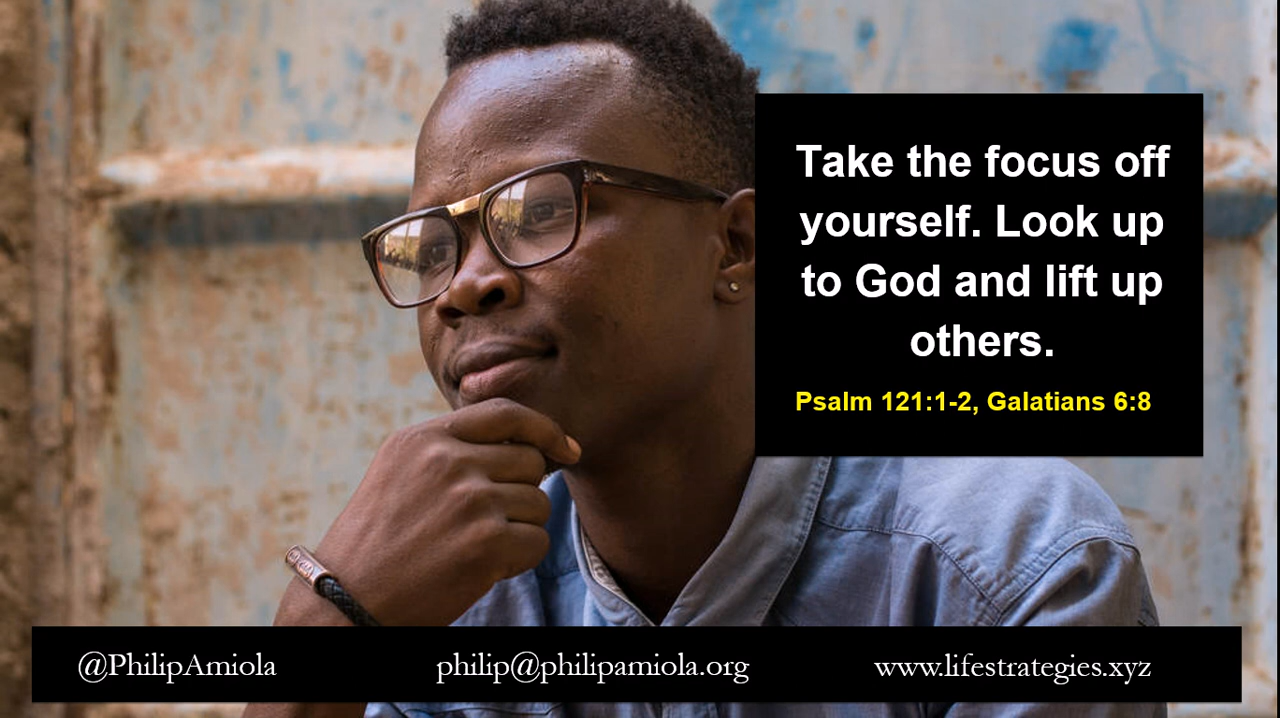 Take the focus off
yourself. Look up
to God and lift up
others.
Psalm 121:1-2, Galatians 6:8
@PhilipAmiola
philip@philipamiola.org
www.lifestrategies.xyz